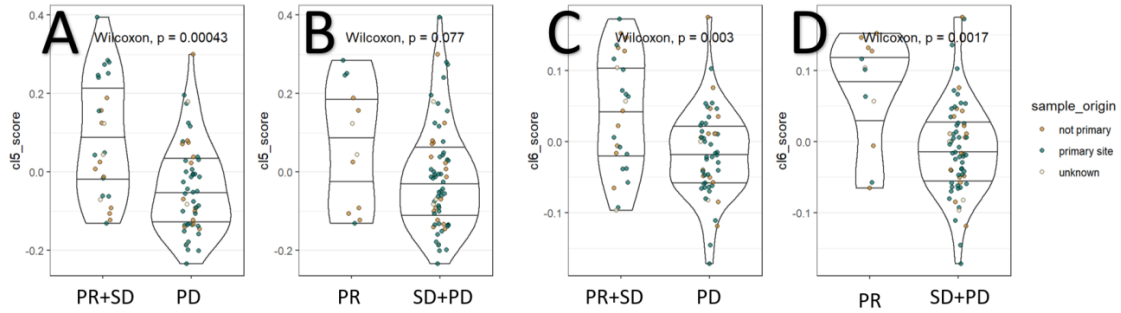 A
Wilcoxon, p = 0.00043
cl5_score
0.4
0.2
0.0
-0.2
PR+SD PD
B
Wilcoxon, p = 0.077
cl5_score
0.4
0.2
0.0
-0.2
PR SD+PD
C
Wilcoxon, p = 0.003
cl6_score
0.1
0.0
-0.1
PR+SD PD
D
Wilcoxon, p = 0.0017
cl6_score
0.1
0.0
-0.1
PR SD+PD
sample_origin
not primary
primary site
unknown